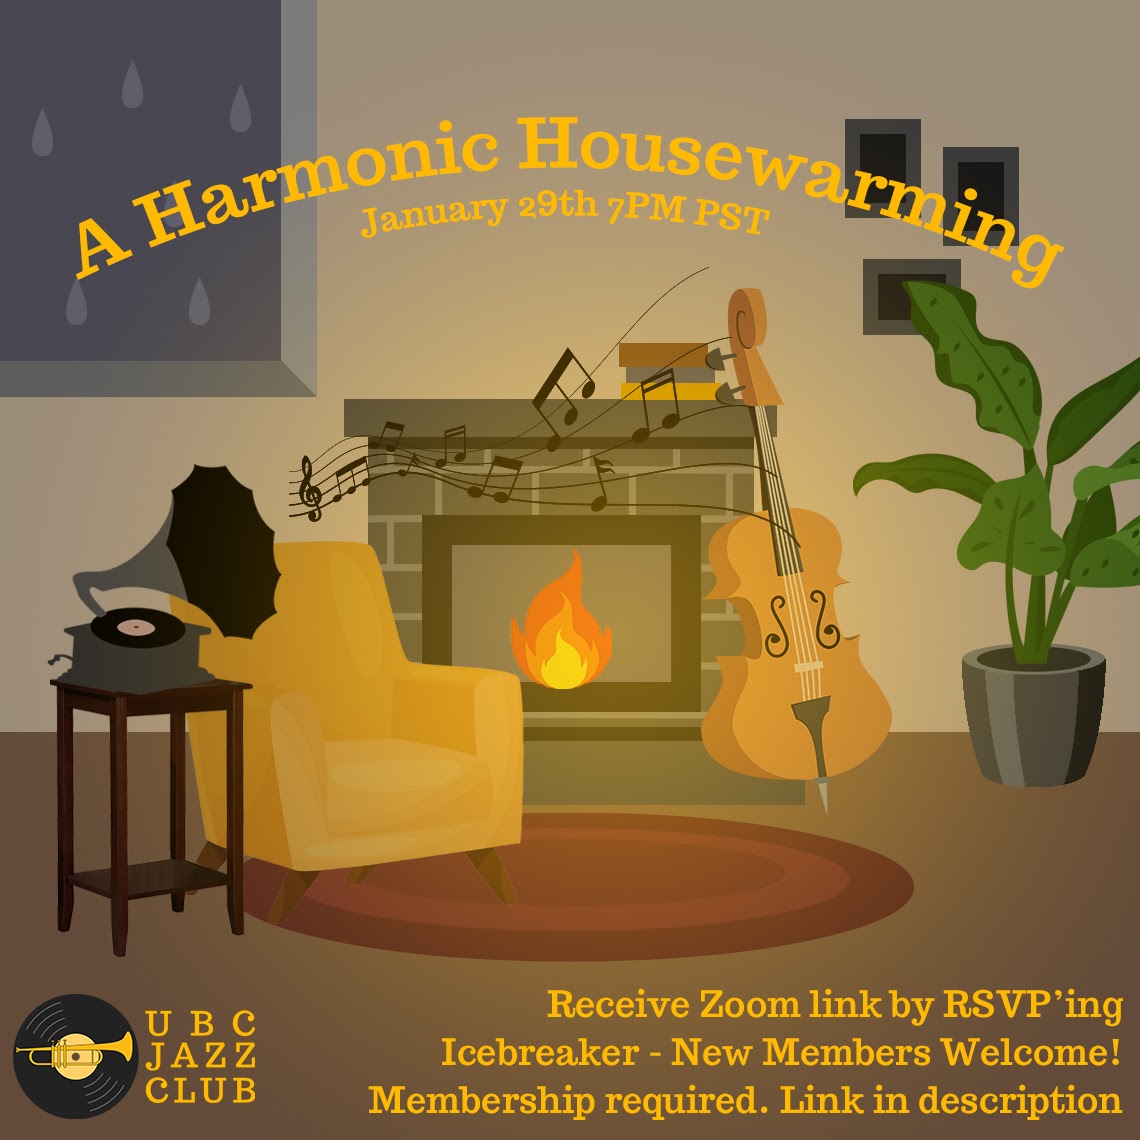 A Harmonic Housewarming
January 29th 7PM PST
UBC
JAZZ
CLUB
Receive Zoom link by RSVP'ing
Icebreaker - New Members Welcome!
Membership required. Link in description